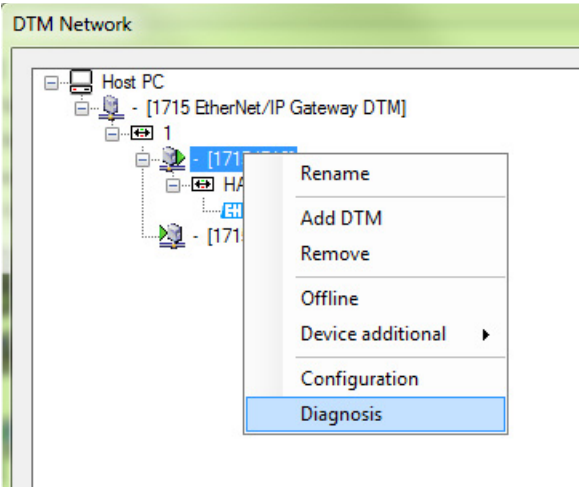 DTM Network
Host PC
- [1715 EtherNet/IP Gateway DTM]
1
Rename
Add DTM
Remove
Offline
Device additional
Configuration
Diagnosis